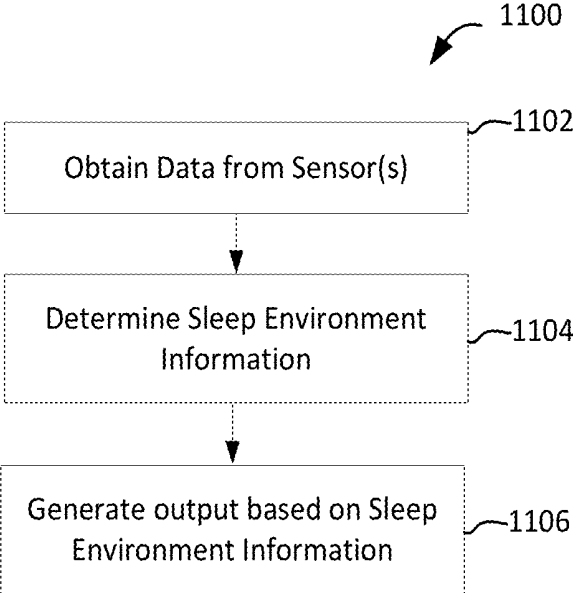 1100
1102
Obtain Data from Sensor(s)
Determine Sleep Environment
Information
1104
Generate output based on Sleep
Environment Information
1106